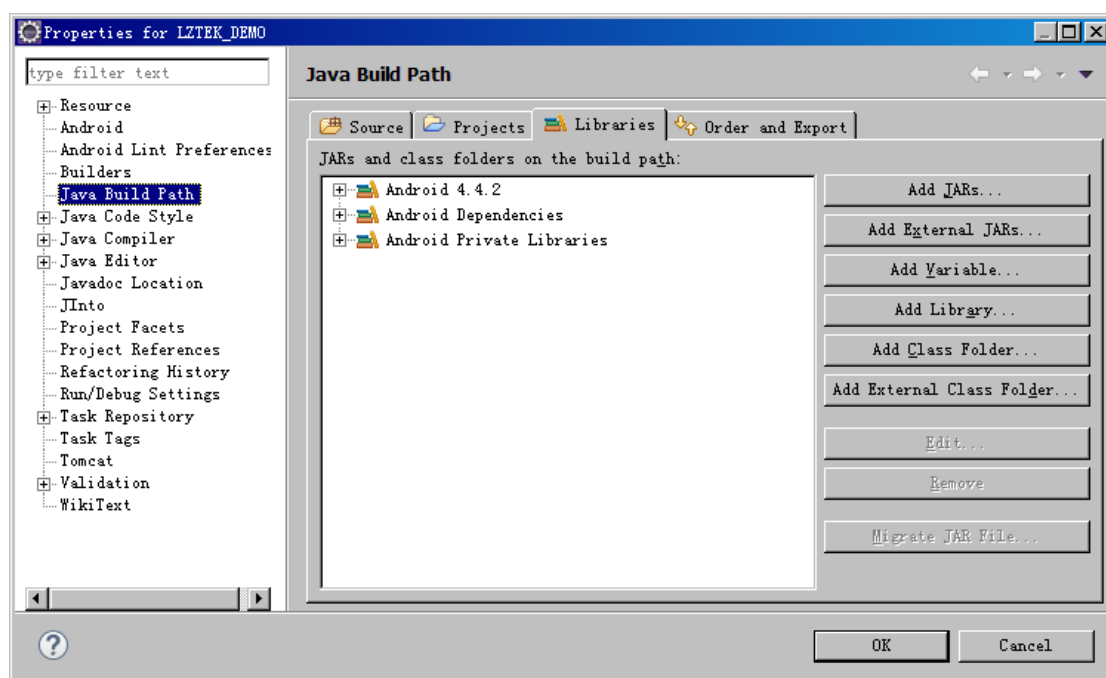 Properties for LZTEK_DEMO
type filter text
Resource
Android
Android Lint Preferences
Builders
Java Build Path
Java Code Style
Java Compiler
Java Editor
Javadoc Location
JInto
Project Facets
Project References
Refactoring History
Run/Debug Settings
Task Repository
Task Tags
Tomcat
Validation
WikiText
Java Build Path
Source Projects Libraries Order and Export
JARs and class folders on the build path:
Android 4.4.2
Android Dependencies
Android Private Libraries
Add JARs...
Add External JARs...
Add Variable...
Add Library...
Add Class Folder...
Add External Class Folder...
Edit...
Remove
Migrate JAR File...
OK Cancel